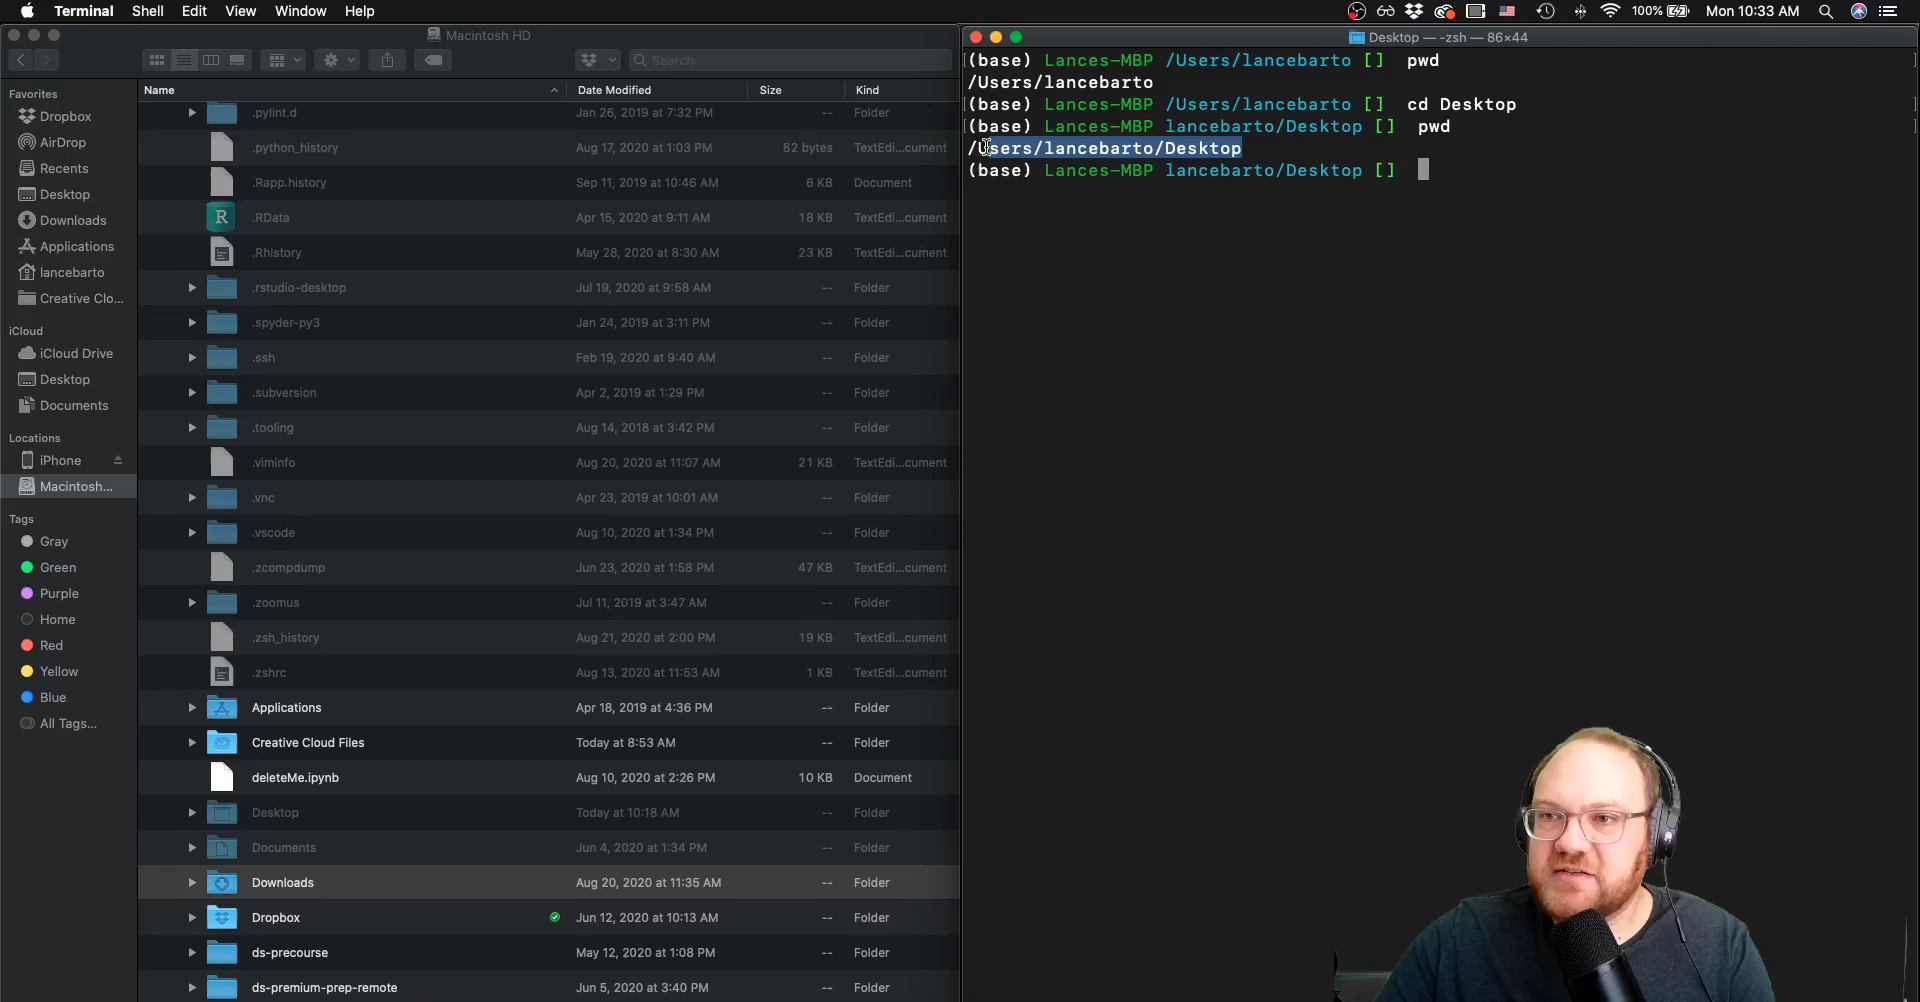 Terminal Shell Edit View Window Help
100% Mon 10:33 AM
Macintosh HD
Search
Name Date Modified Size Kind
Favorites
Dropbox
AirDrop
Recents
Desktop
Downloads
Applications
lancebarto
Creative Clo...
iCloud
iCloud Drive
Desktop
Documents
Locations
iPhone
Macintosh...
Tags
Gray
Green
Purple
Home
Red
Yellow
Blue
All Tags...
.pylint.d Jan 26, 2019 at 7:32 PM -- Folder
.python_history Aug 17, 2020 at 1:03 PM 82 bytes TextEdi...cument
.Rapp.history Sep 11, 2019 at 10:46 AM 6 KB Document
R .RData Apr 15, 2020 at 9:11 AM 18 KB TextEdi...cument
.Rhistory May 28, 2020 at 8:30 AM 23 KB TextEdi...cument
.rstudio-desktop Jul 19, 2020 at 9:58 AM -- Folder
.spyder-py3 Jan 24, 2019 at 3:11 PM -- Folder
.ssh Feb 19, 2020 at 9:40 AM -- Folder
.subversion Apr 2, 2019 at 1:29 PM -- Folder
.tooling Aug 14, 2018 at 3:42 PM -- Folder
.viminfo Aug 20, 2020 at 11:07 AM 21 KB TextEdi...cument
.vnc Apr 23, 2019 at 10:01 AM -- Folder
.vscode Aug 10, 2020 at 1:34 PM -- Folder
.zcompdump Jun 23, 2020 at 1:58 PM 47 KB TextEdi...cument
.zoomus Jul 11, 2019 at 3:47 AM -- Folder
.zsh_history Aug 21, 2020 at 2:00 PM 19 KB TextEdi...cument
.zshrc Aug 13, 2020 at 11:53 AM 1 KB TextEdi...cument
Applications Apr 18, 2019 at 4:36 PM -- Folder
Creative Cloud Files Today at 8:53 AM -- Folder
deleteMe.ipynb Aug 10, 2020 at 2:26 PM 10 KB Document
Desktop Today at 10:18 AM -- Folder
Documents Jun 4, 2020 at 1:34 PM -- Folder
Downloads Aug 20, 2020 at 11:35 AM -- Folder
Dropbox Jun 12, 2020 at 10:13 AM -- Folder
ds-precourse May 12, 2020 at 1:08 PM -- Folder
ds-premium-prep-remote Jun 5, 2020 at 3:40 PM -- Folder
Desktop — -zsh — 86×44
[(base) Lances-MBP /Users/lancebarto [] pwd ]
/Users/lancebarto
[(base) Lances-MBP /Users/lancebarto [] cd Desktop ]
[(base) Lances-MBP lancebarto/Desktop [] pwd ]
/Users/lancebarto/Desktop
(base) Lances-MBP lancebarto/Desktop []